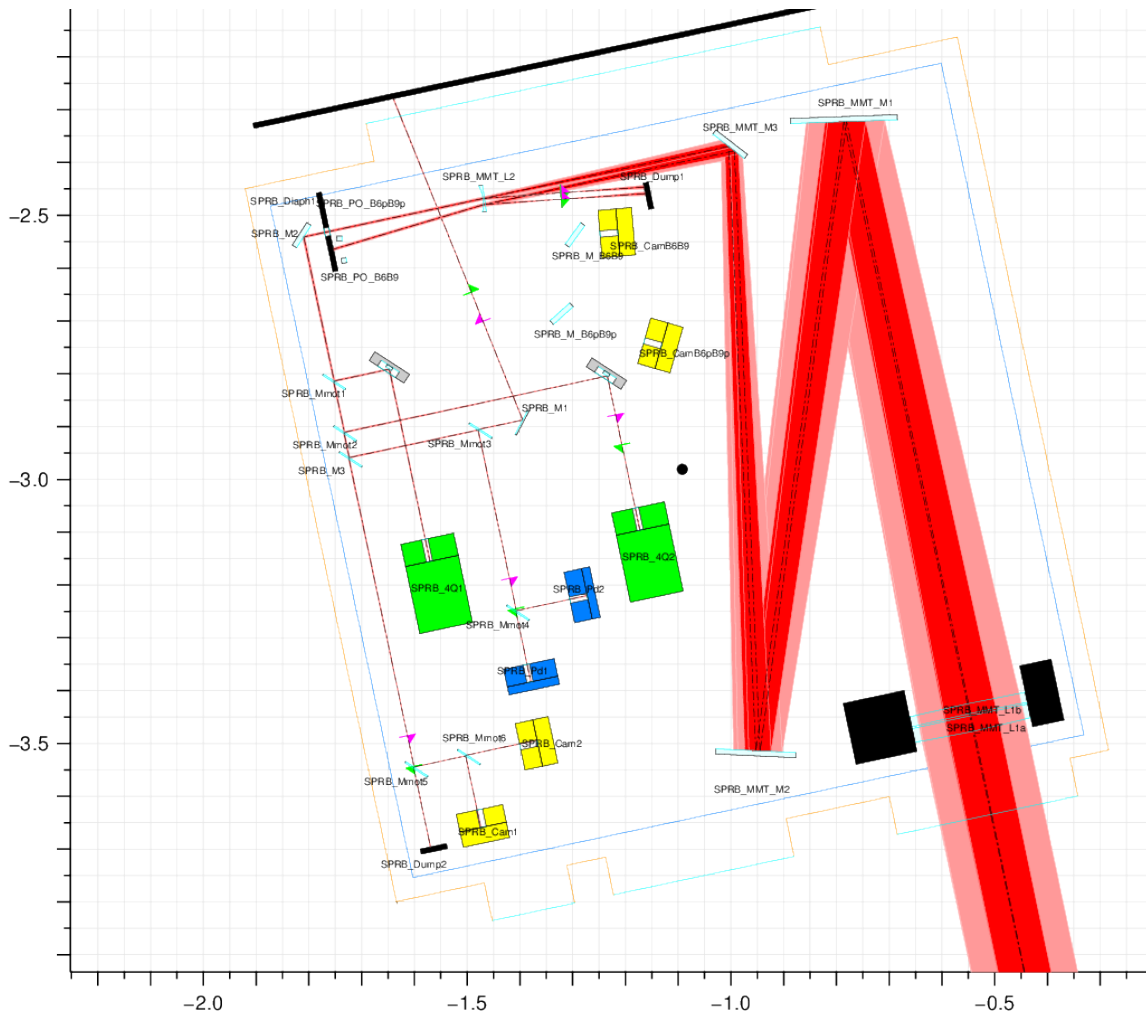 SPRB_MMT_M1
SPRB_MMT_M3
-2.5
SPRB_MMT_L2
SPRB_Dump1
SPRB_Diaph1
SPRB_PO_B6pB9p
SPRB_M2
SPRB_CamB6B9
SPRB_M_B6B9
SPRB_PO_B6B9
SPRB_M_B6pB9p
SPRB_CamB6pB9p
SPRB_Mmot1
SPRB_M1
SPRB_Mmot2
SPRB_Mmot3
SPRB_M3
-3.0
SPRB_4Q2
SPRB_4Q1
SPRB_Pd2
SPRB_Mmot4
SPRB_Pd1
SPRB_MMT_L1b
SPRB_MMT_L1a
SPRB_Mmot6
SPRB_Cam2
-3.5
SPRB_Mmot5
SPRB_MMT_M2
SPRB_Cam1
SPRB_Dump2
-2.0 -1.5 -1.0 -0.5